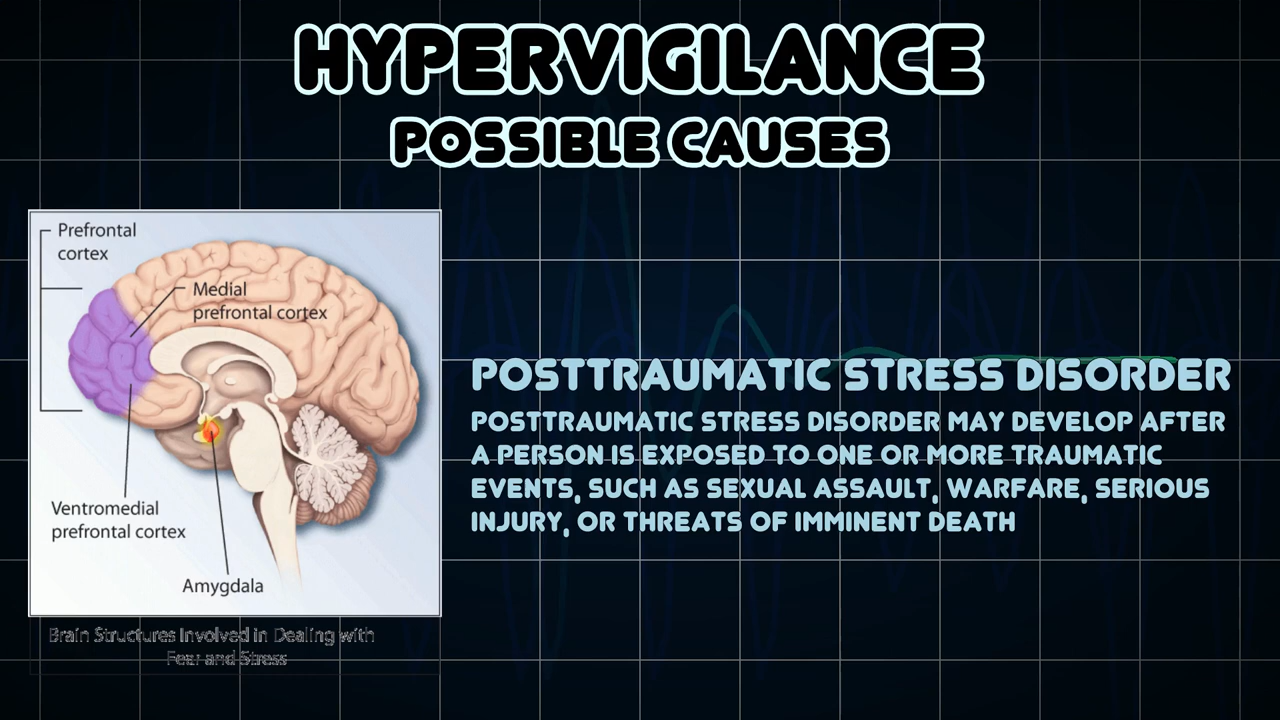 HYPERVIGILANCE
POSSIBLE CAUSES
Prefrontal
cortex
Medial
prefrontal cortex
Ventromedial
prefrontal cortex
Amygdala
Brain Structures Involved in Dealing with
Fear and Stress
POSTTRAUMATIC STRESS DISORDER
POSTTRAUMATIC STRESS DISORDER MAY DEVELOP AFTER
A PERSON IS EXPOSED TO ONE OR MORE TRAUMATIC
EVENTS, SUCH AS SEXUAL ASSAULT, WARFARE, SERIOUS
INJURY, OR THREATS OF IMMINENT DEATH